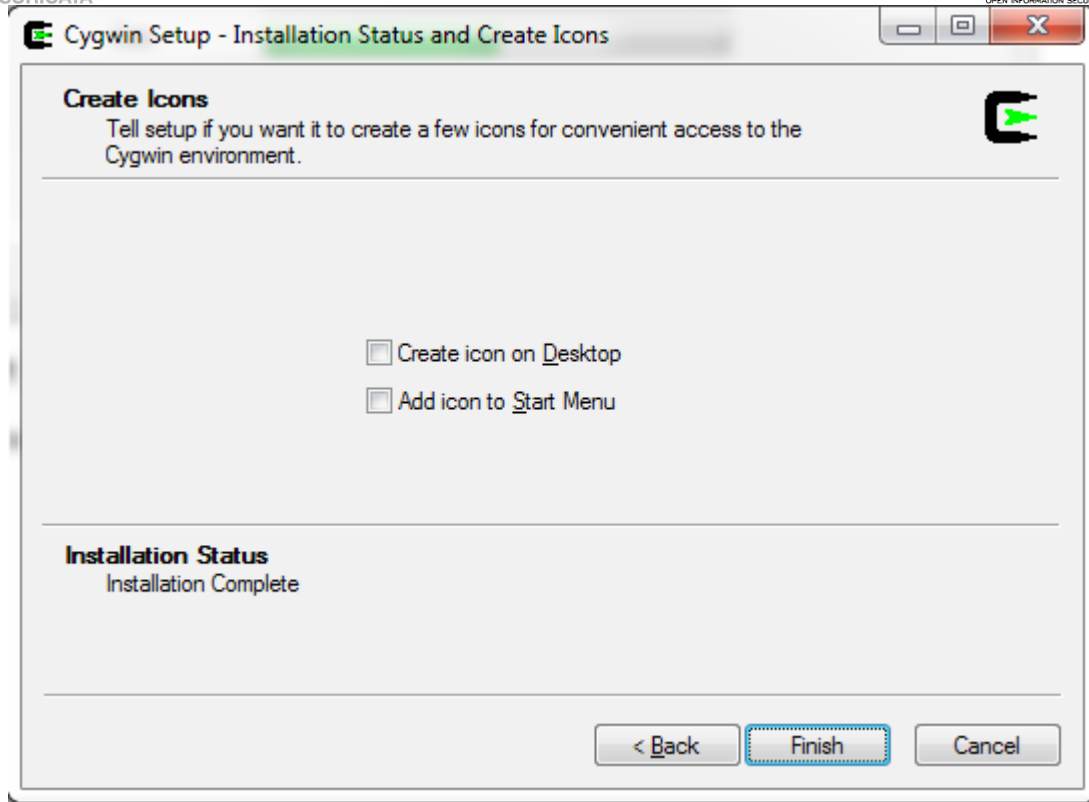 Cygwin Setup - Installation Status and Create Icons
Create Icons
Tell setup if you want it to create a few icons for convenient access to the
Cygwin environment.
Create icon on Desktop
Add icon to Start Menu
Installation Status
Installation Complete
< Back
Finish
Cancel